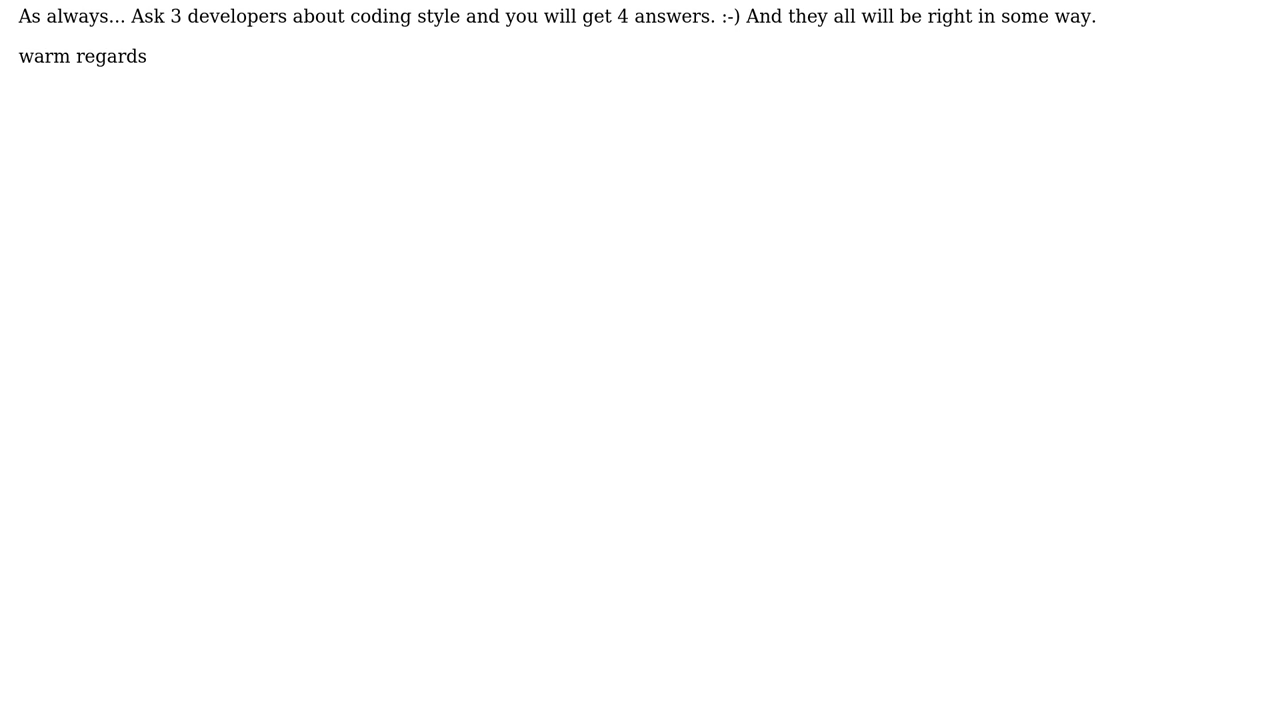 As always... Ask 3 developers about coding style and you will get 4 answers. :-) And they all will be right in some way.
warm regards